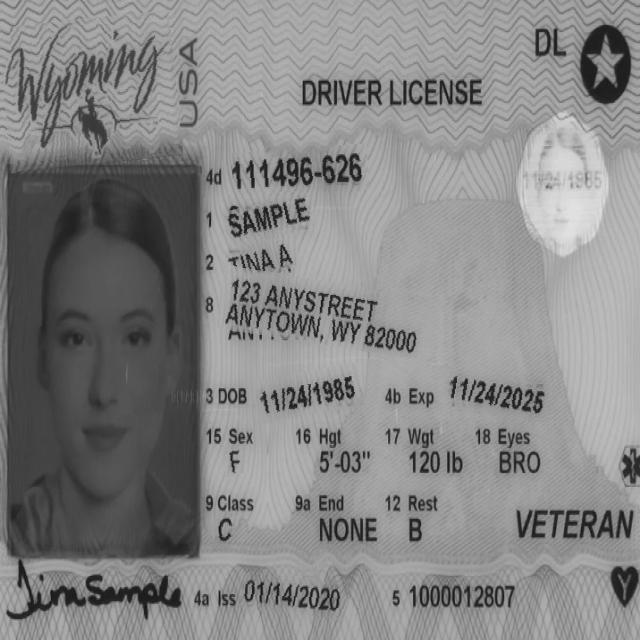 Wyoming
USA
DRIVER LICENSE
DL
4d 111496-626
11/24/1985
1 SAMPLE
2 TINA A
8 123 ANYSTREET
ANYTOWN, WY 82000
3 DOB 11/24/1985 4b Exp 11/24/2025
15 Sex 16 Hgt 17 Wgt 18 Eyes
F 5'-03" 120 lb BRO
9 Class 9a End 12 Rest
C NONE B VETERAN
Tina Sample 4a Iss 01/14/2020 5 1000012807